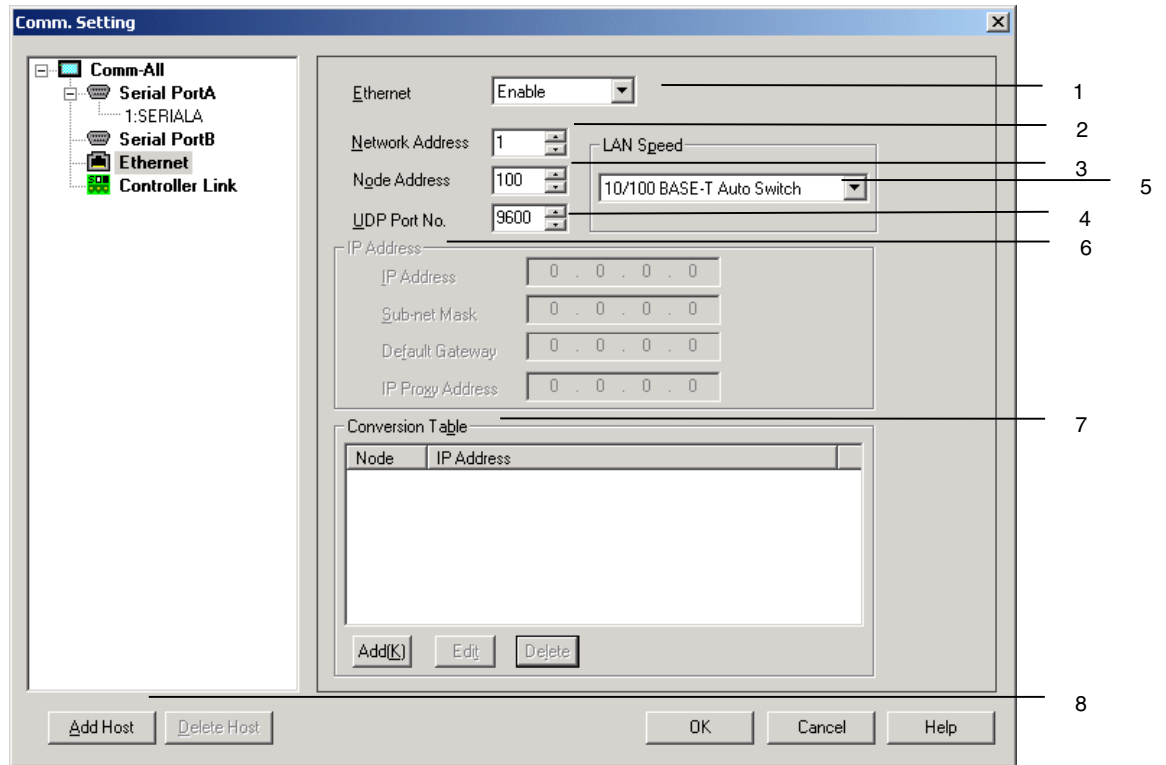 Comm. Setting
Comm-All
Serial PortA
1:SERIALA
Serial PortB
Ethernet
Controller Link
Ethernet Enable 1
Network Address 1 2
LAN Speed
Node Address 100 3
10/100 BASE-T Auto Switch 5
UDP Port No. 9600 4
IP Address 6
IP Address 0 . 0 . 0 . 0
Sub-net Mask 0 . 0 . 0 . 0
Default Gateway 0 . 0 . 0 . 0
IP Proxy Address 0 . 0 . 0 . 0
Conversion Table 7
Node IP Address
Add(K) Edit Delete
8
Add Host Delete Host OK Cancel Help